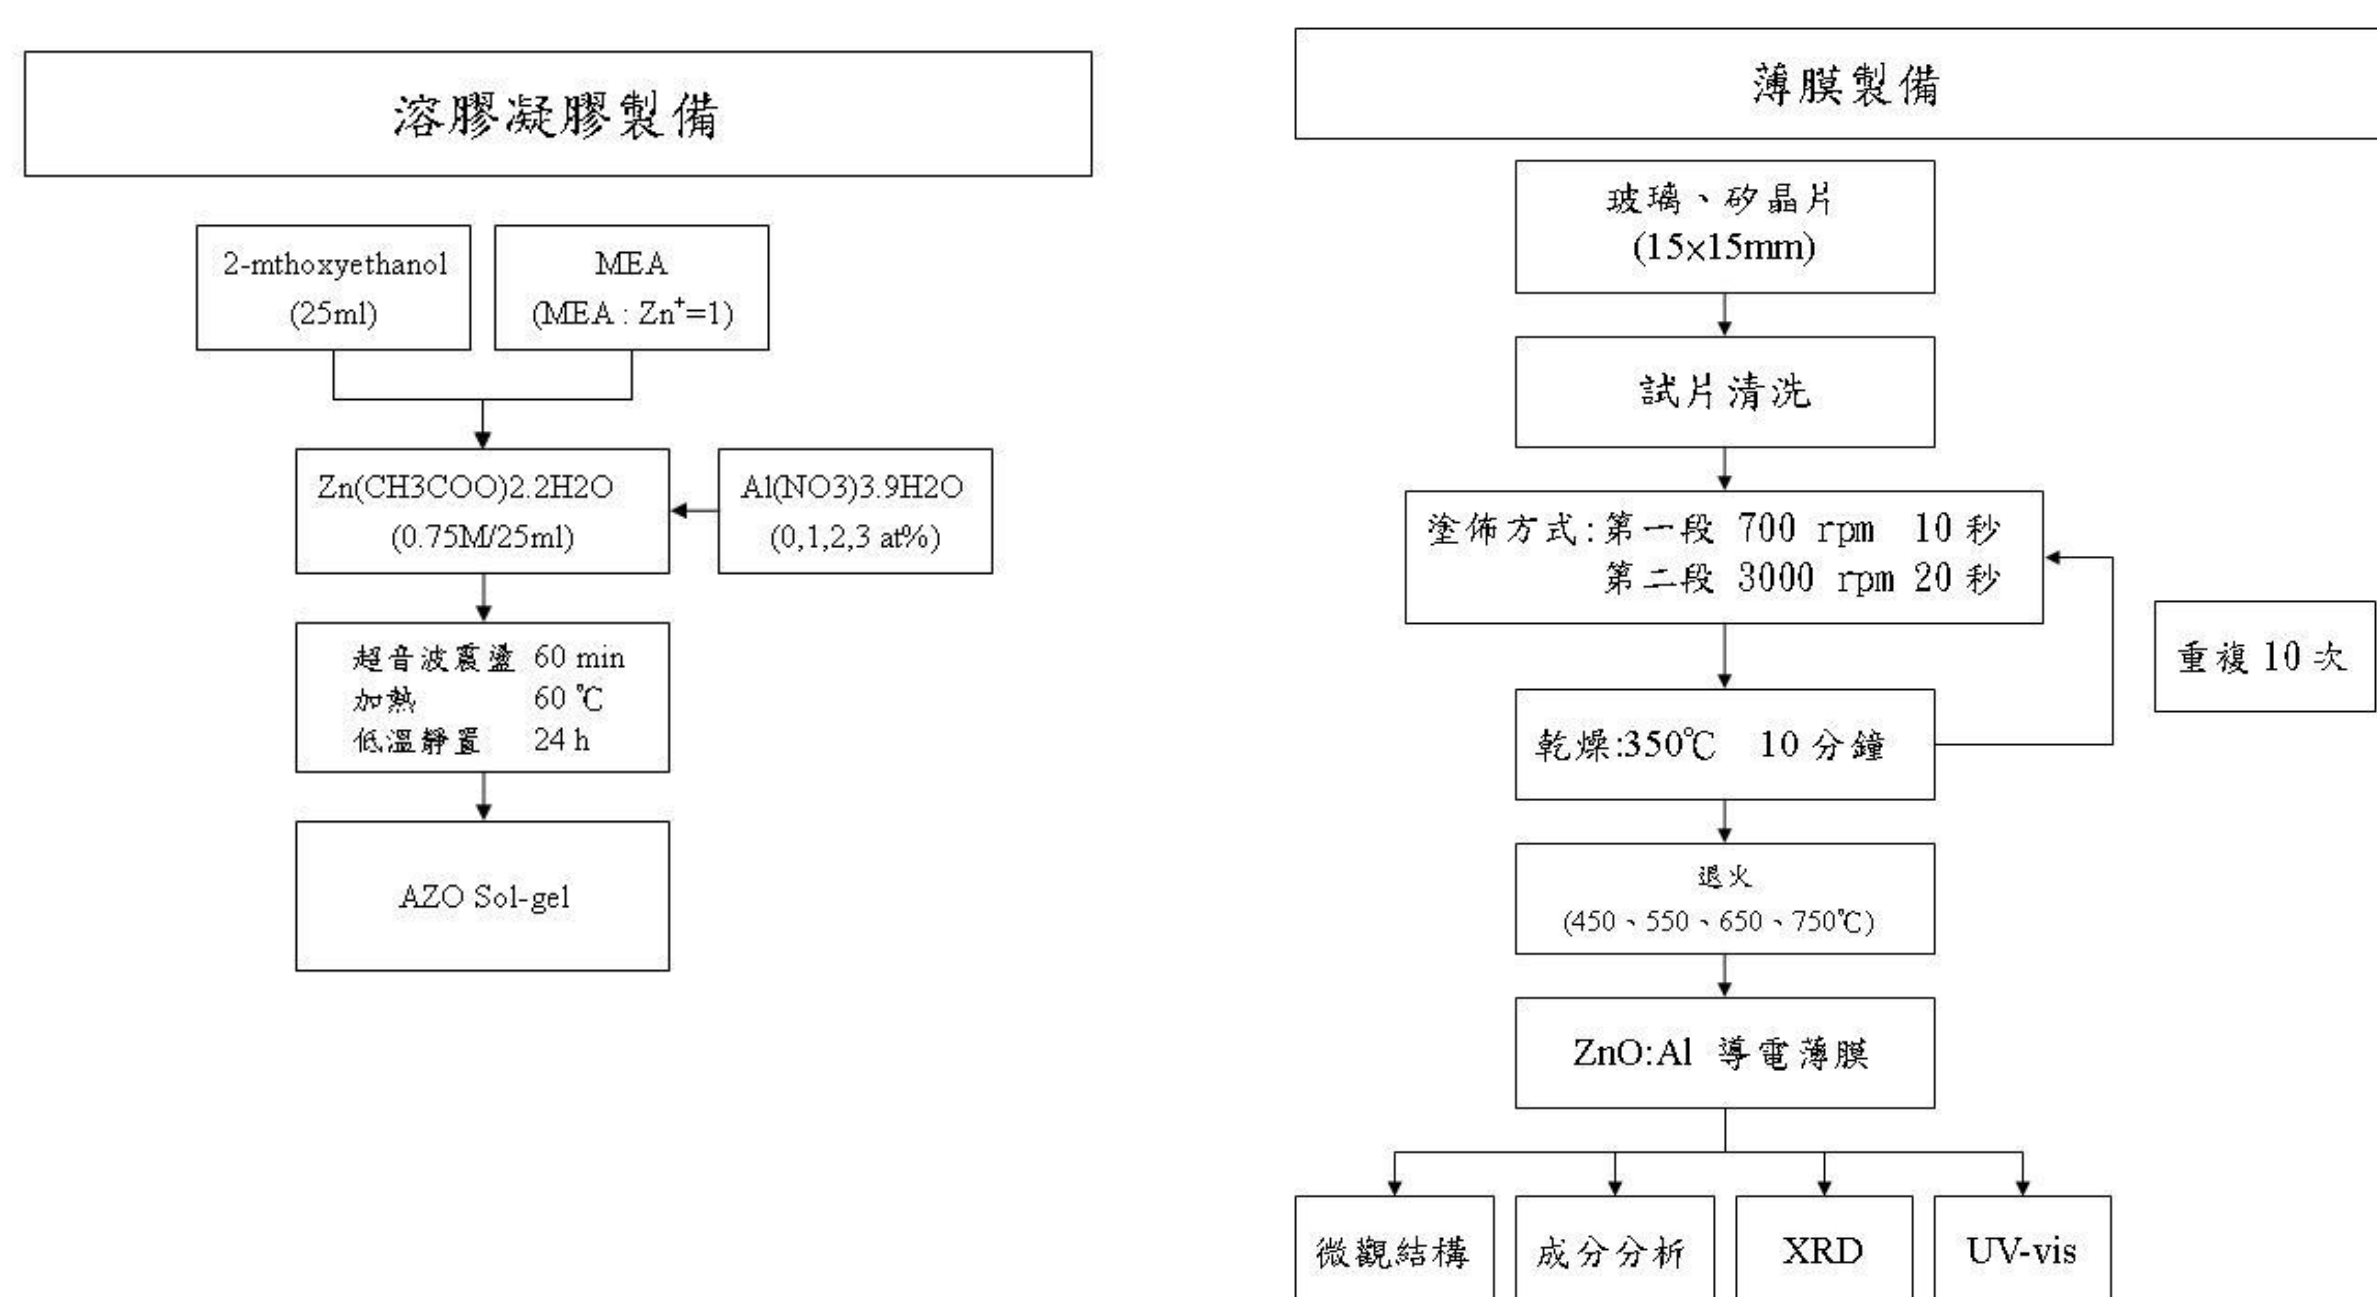 溶膠凝膠製備
2-mthoxyethanol
(25ml)
MEA
(MEA : Zn⁺=1)
Zn(CH3COO)2.2H2O
(0.75M/25ml)
Al(NO3)3.9H2O
(0,1,2,3 at%)
超音波震盪 60 min
加熱 60 ℃
低溫靜置 24 h
AZO Sol-gel
薄膜製備
玻璃、矽晶片
(15×15mm)
試片清洗
塗佈方式:第一段 700 rpm 10 秒
第二段 3000 rpm 20 秒
重複 10 次
乾燥:350℃ 10 分鐘
退火
(450、550、650、750℃)
ZnO:Al 導電薄膜
微觀結構
成分分析
XRD
UV-vis